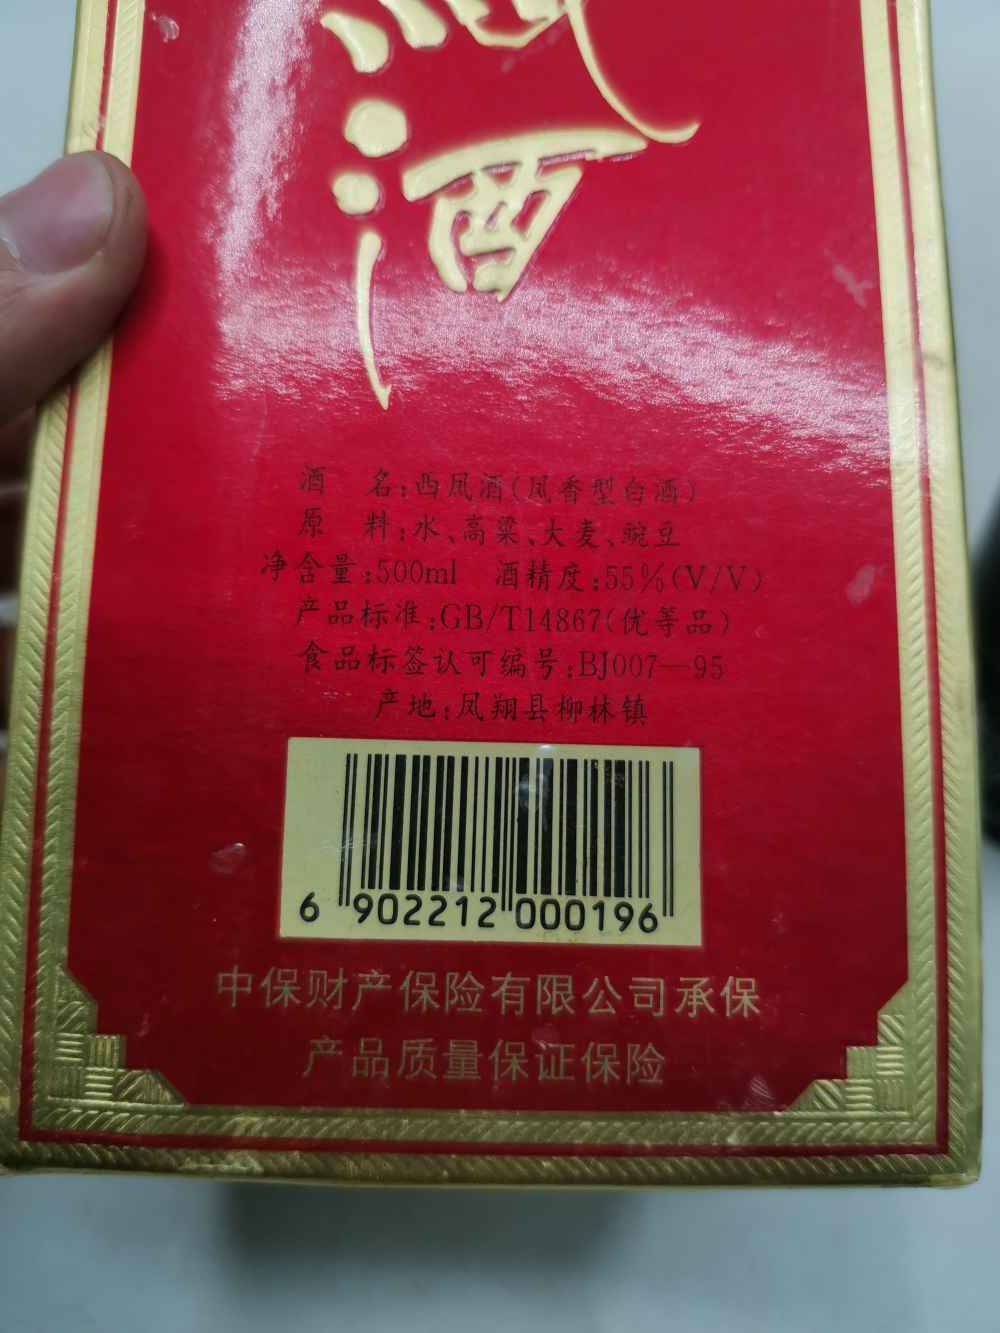 酒
酒 名:西凤酒(凤香型白酒)
原 料:水、高粱、大麦、豌豆
净含量:500ml 酒精度:55%(V/V)
产品标准:GB/T14867(优等品)
食品标签认可编号:BJ007—95
产地:凤翔县柳林镇
6 902212 000196
中保财产保险有限公司承保
产品质量保证保险